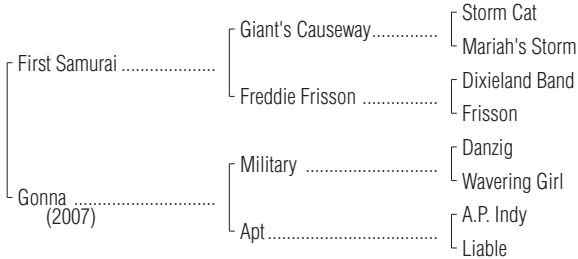 Storm Cat
Giant's Causeway................
Mariah's Storm
First Samurai ......................
Dixieland Band
Freddie Frisson ..................
Frisson
Danzig
Military ................................
Wavering Girl
Gonna .................................
(2007)
A.P. Indy
Apt.........................................
Liable